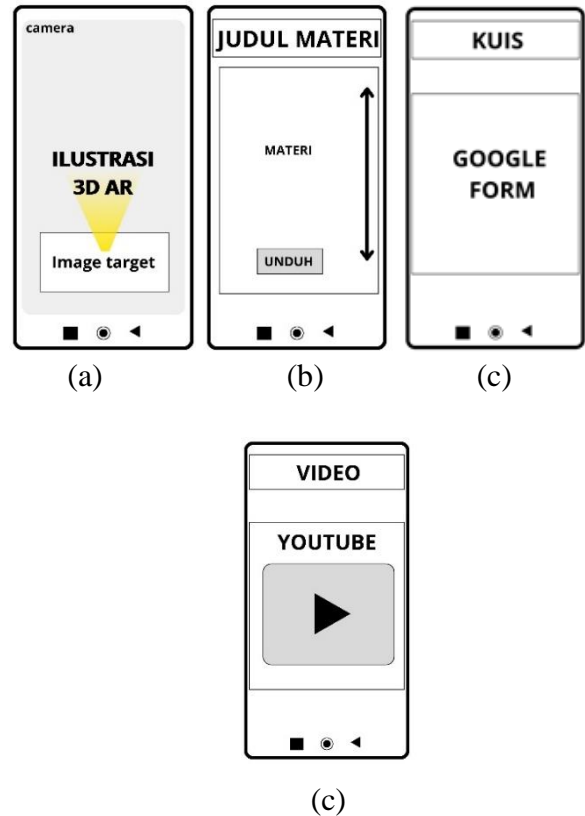 camera
ILUSTRASI
3D AR
Image target
(a)
JUDUL MATERI
MATERI
UNDUH
(b)
KUIS
GOOGLE
FORM
(c)
VIDEO
YOUTUBE
(c)